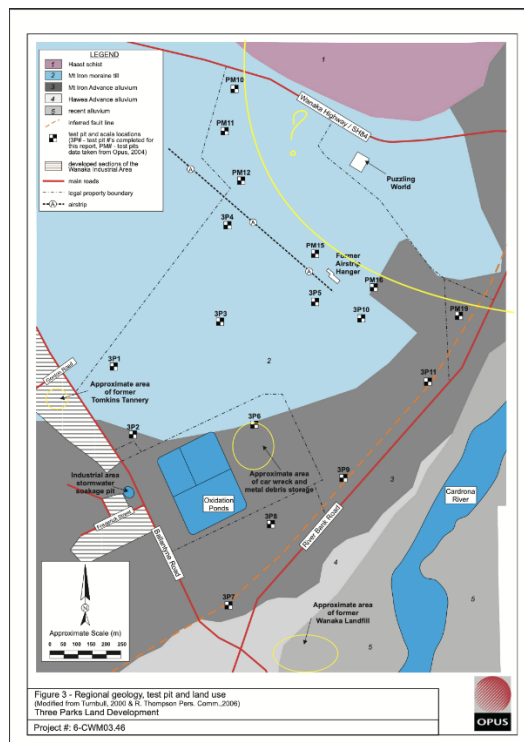 LEGEND
1 Haast schist
2 Mt Iron moraine till
3 Mt Iron Advance alluvium
4 Hawea Advance alluvium
5 recent alluvium
inferred fault line
test pit and scala locations
(3P# - test pit #'s completed for
this report, PM# - test pits
data taken from Opus, 2004)
developed sections of the
Wanaka Industrial Area
main roads
legal property boundary
A airstrip
1
PM10
Wanaka Highway / SH84
PM11
Puzzling
World
PM12
A
3P4
A
PM15
Former
Airstrip
Hanger
A
PM16
3P5
3P3
3P10
PM19
3P1
2
3P11
Gordon Road
Approximate area
of former
Tomkins Tannery
3P6
3P2
Industrial area
stormwater
soakage pit
Oxidation
Ponds
Approximate area
of car wreck and
metal debris storage
3P9
3
Cardrona
River
3P8
River Bank Road
Ballantyne Road
4
5
5
3P7
Approximate area
of former
Wanaka Landfill
5
N
Approximate Scale (m)
0 50 100 150 200 250
Figure 3 - Regional geology, test pit and land use
(Modified from Turnbull, 2000 & R. Thompson Pers. Comm.,2006)
Three Parks Land Development
Project #: 6-CWM03.46
OPUS